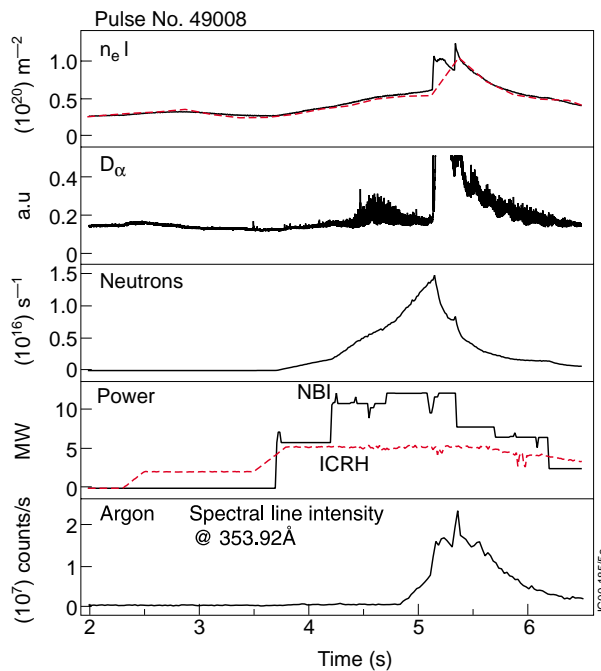 Pulse No. 49008
n_e l
(10^20) m^−2
1.0
0.5
0
D_α
a.u
0.4
0.2
0
Neutrons
(10^16) s^−1
1.5
1.0
0.5
0
Power
NBI
ICRH
MW
10
5
0
Argon Spectral line intensity
@ 353.92Å
(10^7) counts/s
2
1
0
2 3 4 5 6
Time (s)